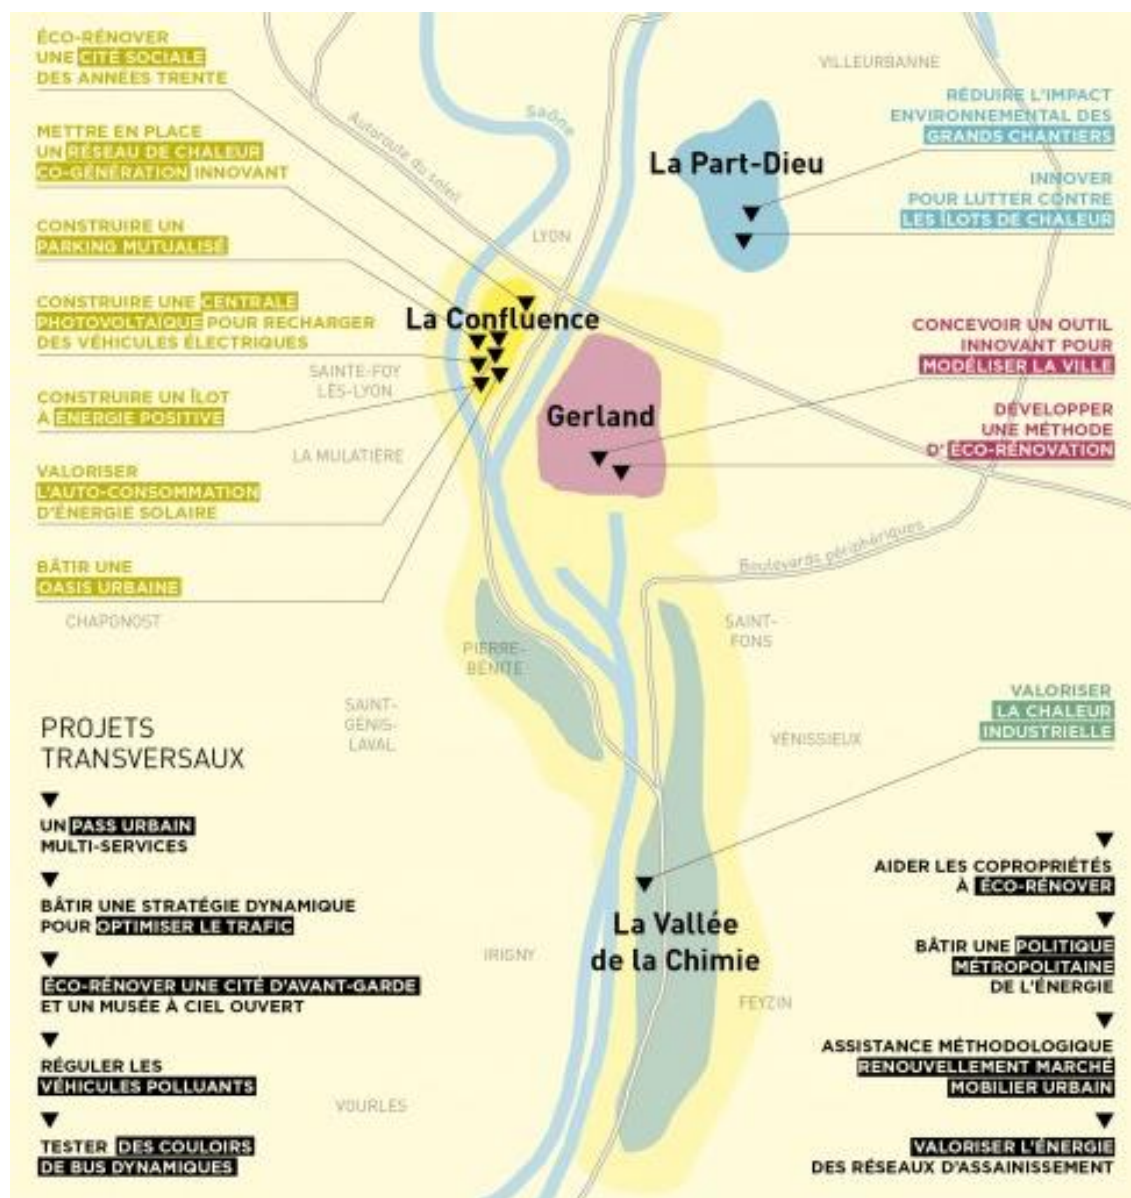 ÉCO-RÉNOVER
UNE CITÉ SOCIALE
DES ANNÉES TRENTE
METTRE EN PLACE
UN RÉSEAU DE CHALEUR
CO-GÉNÉRATION INNOVANT
CONSTRUIRE UN
PARKING MUTUALISÉ
CONSTRUIRE UNE CENTRALE
PHOTOVOLTAÏQUE POUR RECHARGER
DES VÉHICULES ÉLECTRIQUES
CONSTRUIRE UN ÎLOT
A ÉNERGIE POSITIVE
VALORISER
L'AUTO-CONSOMMATION
D'ÉNERGIE SOLAIRE
BÂTIR UNE
OASIS URBAINE
Autoroute du soleil
Saône
LYON
VILLEURBANNE
La Part-Dieu
RÉDUIRE L'IMPACT
ENVIRONNEMENTAL DES
GRANDS CHANTIERS
INNOVER
POUR LUTTER CONTRE
LES ÎLOTS DE CHALEUR
La Confluence
SAINTE-FOY
LÈS-LYON
LA MULATIÈRE
Gerland
CONCEVOIR UN OUTIL
INNOVANT POUR
MODÉLISER LA VILLE
DÉVELOPPER
UNE MÉTHODE
D'ÉCO-RÉNOVATION
Boulevards périphériques
CHAPONOST
PIERRE-
BÉNITE
SAINT-
FONS
SAINT-
GENIS-
LAVAL
VÉNISSIEUX
VALORISER
LA CHALEUR
INDUSTRIELLE
La Vallée
de la Chimie
IRIGNY
FEYZIN
VOURLES
PROJETS
TRANSVERSAUX
UN PASS URBAIN
MULTI-SERVICES
BÂTIR UNE STRATÉGIE DYNAMIQUE
POUR OPTIMISER LE TRAFIC
ÉCO-RÉNOVER UNE CITÉ D'AVANT-GARDE
ET UN MUSÉE À CIEL OUVERT
RÉGULER LES
VÉHICULES POLLUANTS
TESTER DES COULOIRS
DE BUS DYNAMIQUES
AIDER LES COPROPRIÉTÉS
À ÉCO-RÉNOVER
BÂTIR UNE POLITIQUE
MÉTROPOLITAINE
DE L'ÉNERGIE
ASSISTANCE MÉTHODOLOGIQUE
RENOUVELLEMENT MARCHÉ
MOBILIER URBAIN
VALORISER L'ÉNERGIE
DES RÉSEAUX D'ASSAINISSEMENT